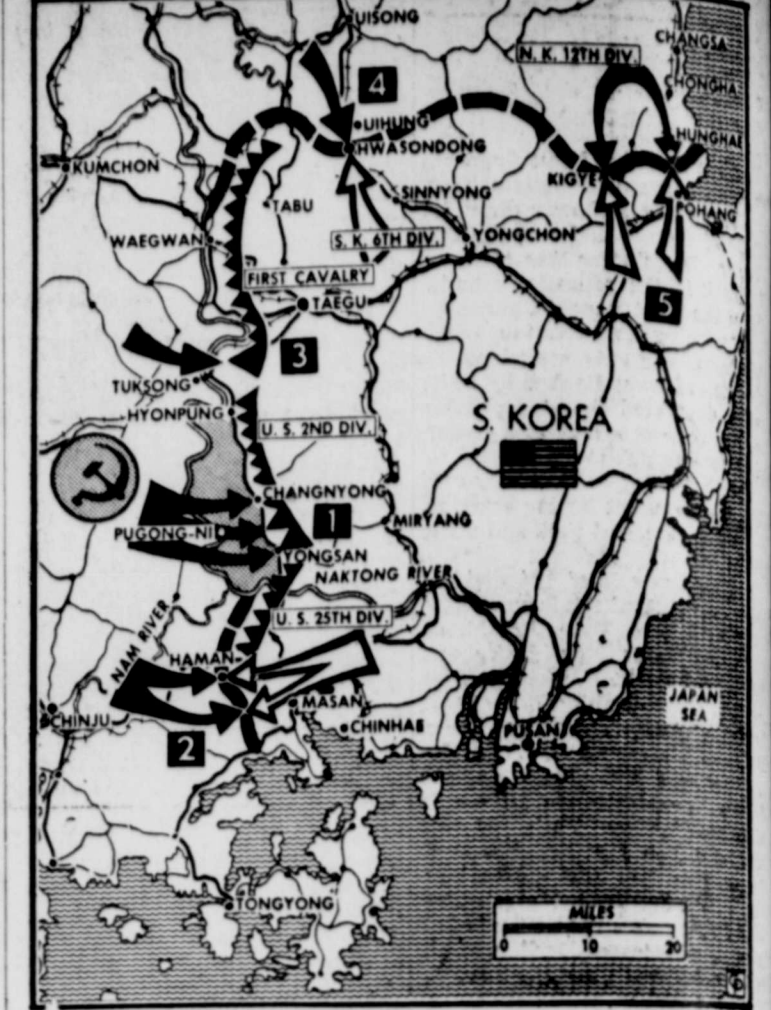 UISONG
CHANGSA
N. K. 12TH DIV.
4
CHONGHA
UIHUNG
HUNGHAE
HWASONDONG
KUMCHON
KIGYE
SINNYONG
TABU
POHANG
WAEGWAN
S. K. 6TH DIV.
YONGCHON
FIRST CAVALRY
TAEGU
5
3
TUKSONG
HYONPUNG
S. KOREA
U. S. 2ND DIV.
CHANGNYONG
1
MIRYANG
PUGONG-NI
YONGSAN
NAKTONG RIVER
NAM RIVER
U. S. 25TH DIV.
HAMAN
MASAN
JAPAN
SEA
CHINJU
CHINHAE
PUSAN
2
TONGYONG
MILES
0 10 20